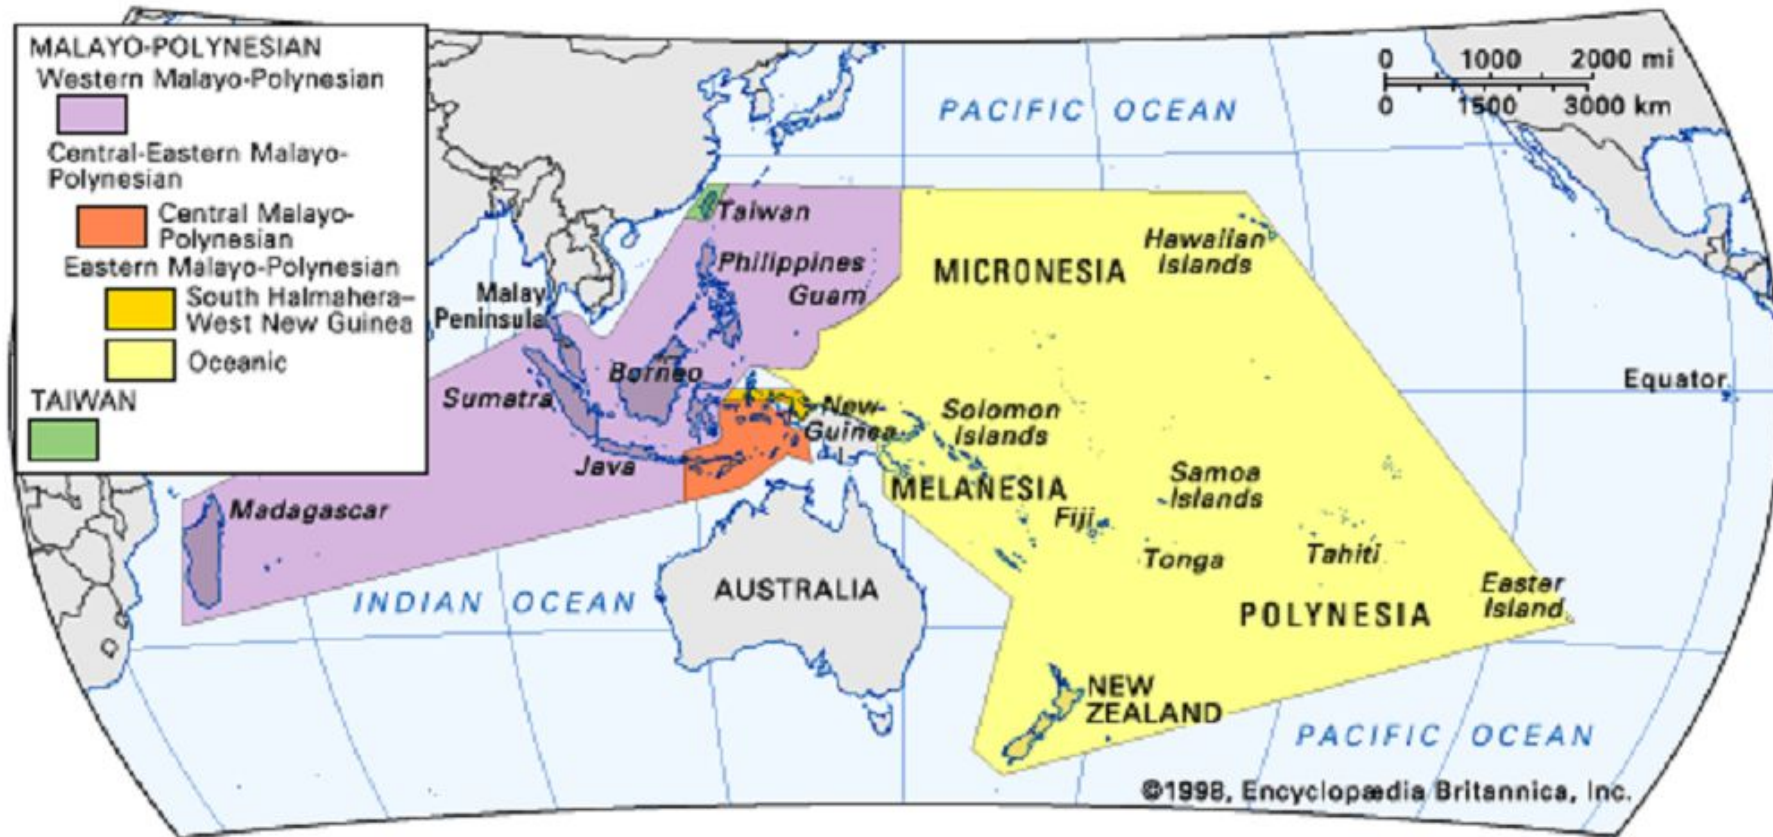 MALAYO-POLYNESIAN
Western Malayo-Polynesian
Central-Eastern Malayo-
Polynesian
Central Malayo-
Polynesian
Eastern Malayo-Polynesian
South Halmahera–
West New Guinea
Oceanic
TAIWAN
0 1000 2000 mi
0 1500 3000 km
PACIFIC OCEAN
Taiwan
Philippines
Guam
Malay
Peninsula
MICRONESIA
Hawaiian
Islands
Borneo
Sumatra
Java
New
Guinea
Equator
Solomon
Islands
MELANESIA
Samoa
Islands
Fiji
Tonga
Tahiti
Easter
Island
POLYNESIA
Madagascar
INDIAN OCEAN
AUSTRALIA
NEW
ZEALAND
PACIFIC OCEAN
©1998, Encyclopædia Britannica, Inc.